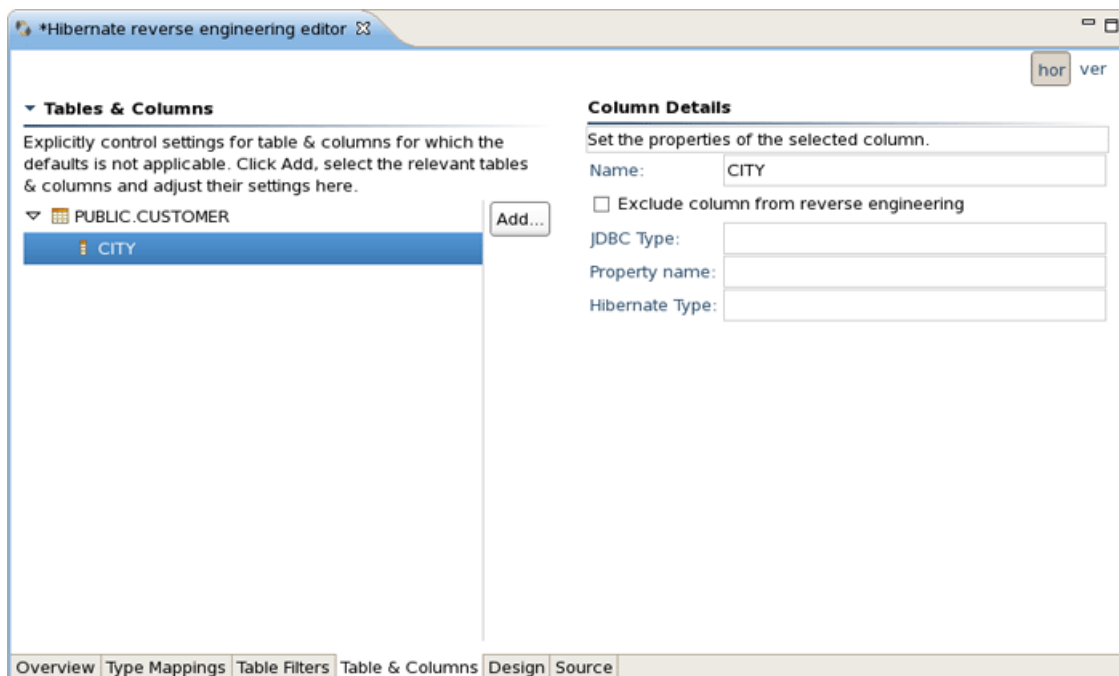 *Hibernate reverse engineering editor
hor ver
Tables & Columns
Explicitly control settings for table & columns for which the
defaults is not applicable. Click Add, select the relevant tables
& columns and adjust their settings here.
PUBLIC.CUSTOMER
CITY
Add...
Column Details
Set the properties of the selected column.
Name: CITY
Exclude column from reverse engineering
JDBC Type:
Property name:
Hibernate Type:
Overview Type Mappings Table Filters Table & Columns Design Source